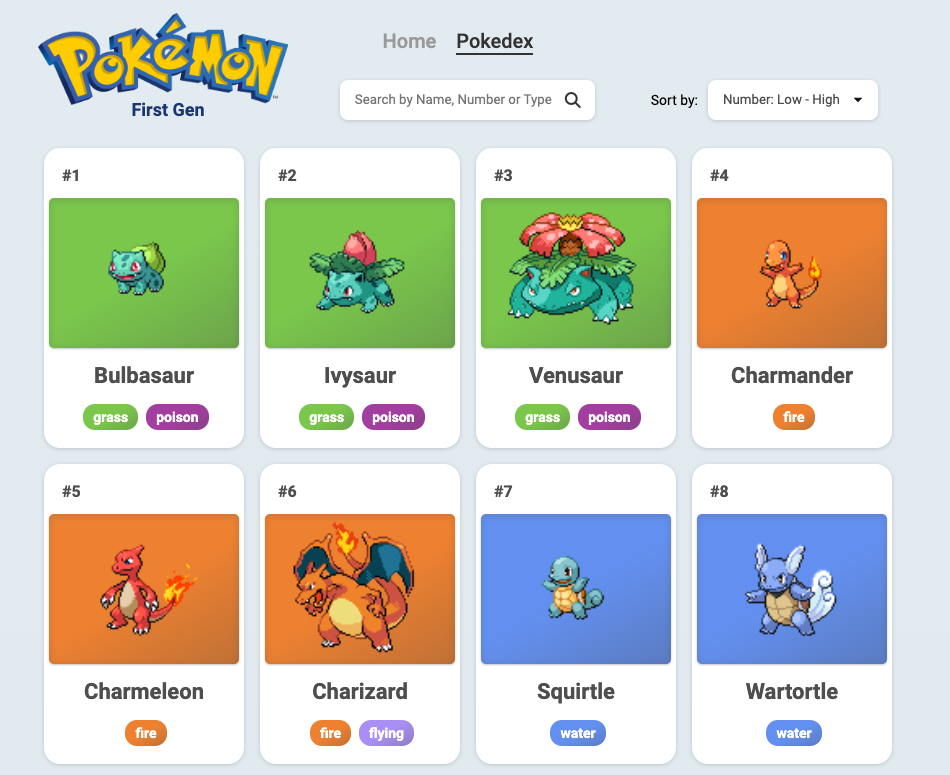 POKéMON
™
First Gen
Home Pokedex
Search by Name, Number or Type
Sort by: Number: Low - High
#1 #2 #3 #4
Bulbasaur Ivysaur Venusaur Charmander
grass poison grass poison grass poison fire
#5 #6 #7 #8
Charmeleon Charizard Squirtle Wartortle
fire fire flying water water